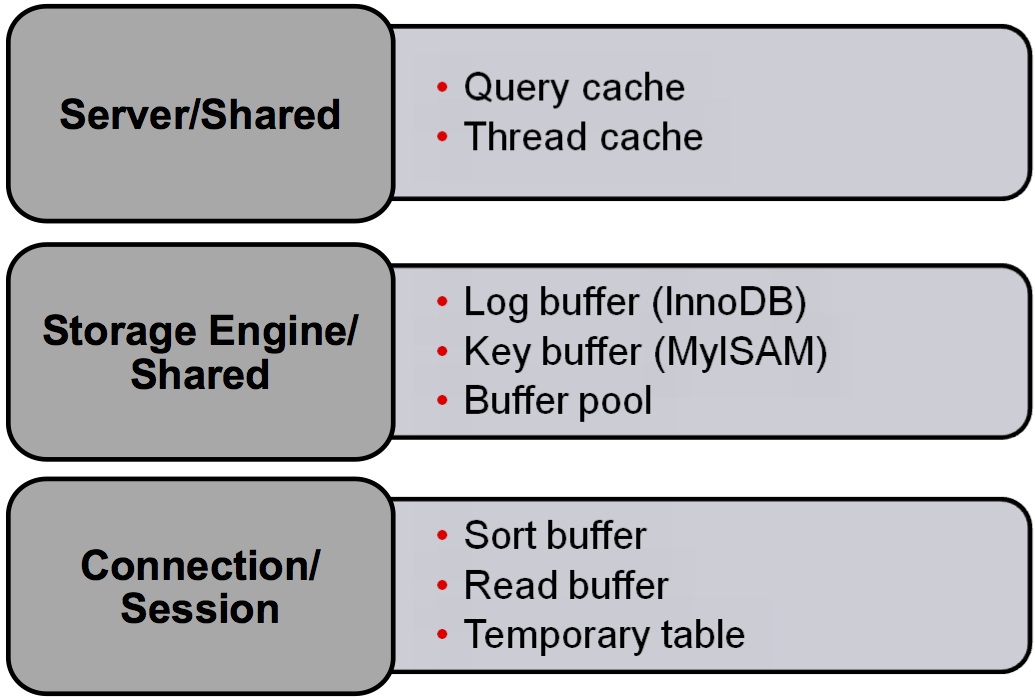 Server/Shared
• Query cache
• Thread cache
Storage Engine/
Shared
• Log buffer (InnoDB)
• Key buffer (MyISAM)
• Buffer pool
Connection/
Session
• Sort buffer
• Read buffer
• Temporary table